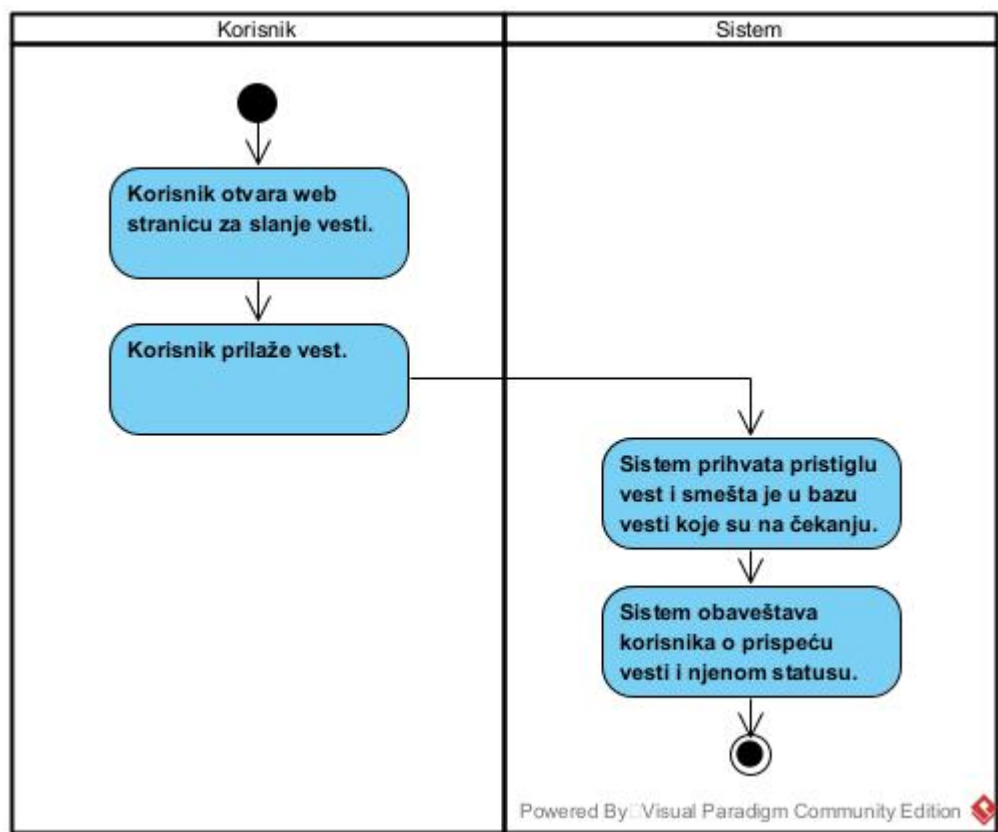 Korisnik
Sistem
Korisnik otvara web
stranicu za slanje vesti.
Korisnik prilaže vest.
Sistem prihvata pristiglu
vest i smešta je u bazu
vesti koje su na čekanju.
Sistem obaveštava
korisnika o prispeću
vesti i njenom statusu.
Powered By Visual Paradigm Community Edition